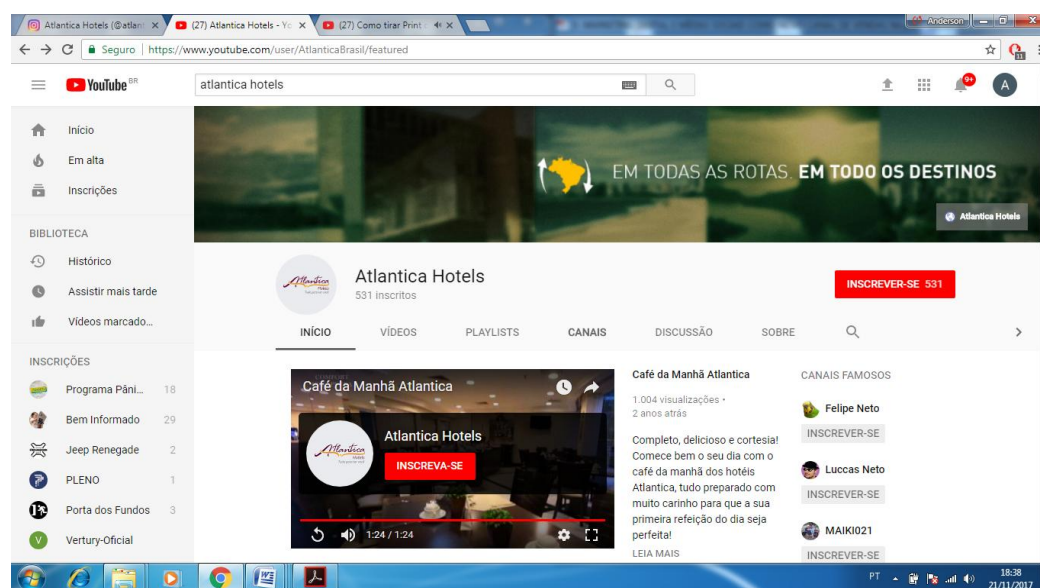 Atlantica Hotels (@atlant
(27) Atlantica Hotels - Yo
(27) Como tirar Print
Anderson
Seguro
https://www.youtube.com/user/AtlanticaBrasil/featured
11
YouTube BR
atlantica hotels
9+
A
Início
Em alta
Inscrições
BIBLIOTECA
Histórico
Assistir mais tarde
Vídeos marcado...
INSCRIÇÕES
Programa Pâni... 18
Bem Informado 29
Jeep Renegade 2
PLENO 1
Porta dos Fundos 3
V
Vertury-Oficial
EM TODAS AS ROTAS. EM TODO OS DESTINOS
Atlantica Hotels
Atlantica
Hotels
Atlantica Hotels
531 inscritos
INSCREVER-SE 531
INÍCIO VÍDEOS PLAYLISTS CANAIS DISCUSSÃO SOBRE
Café da Manhã Atlantica
Atlantica
Hotels
Atlantica Hotels
INSCREVA-SE
1:24 / 1:24
Café da Manhã Atlantica
1.004 visualizações •
2 anos atrás
Completo, delicioso e cortesia!
Comece bem o seu dia com o
café da manhã dos hotéis
Atlantica, tudo preparado com
muito carinho para que a sua
primeira refeição do dia seja
perfeita!
LEIA MAIS
CANAIS FAMOSOS
Felipe Neto
INSCREVER-SE
Luccas Neto
INSCREVER-SE
MAIKI021
INSCREVER-SE
PT
18:38
21/11/2017